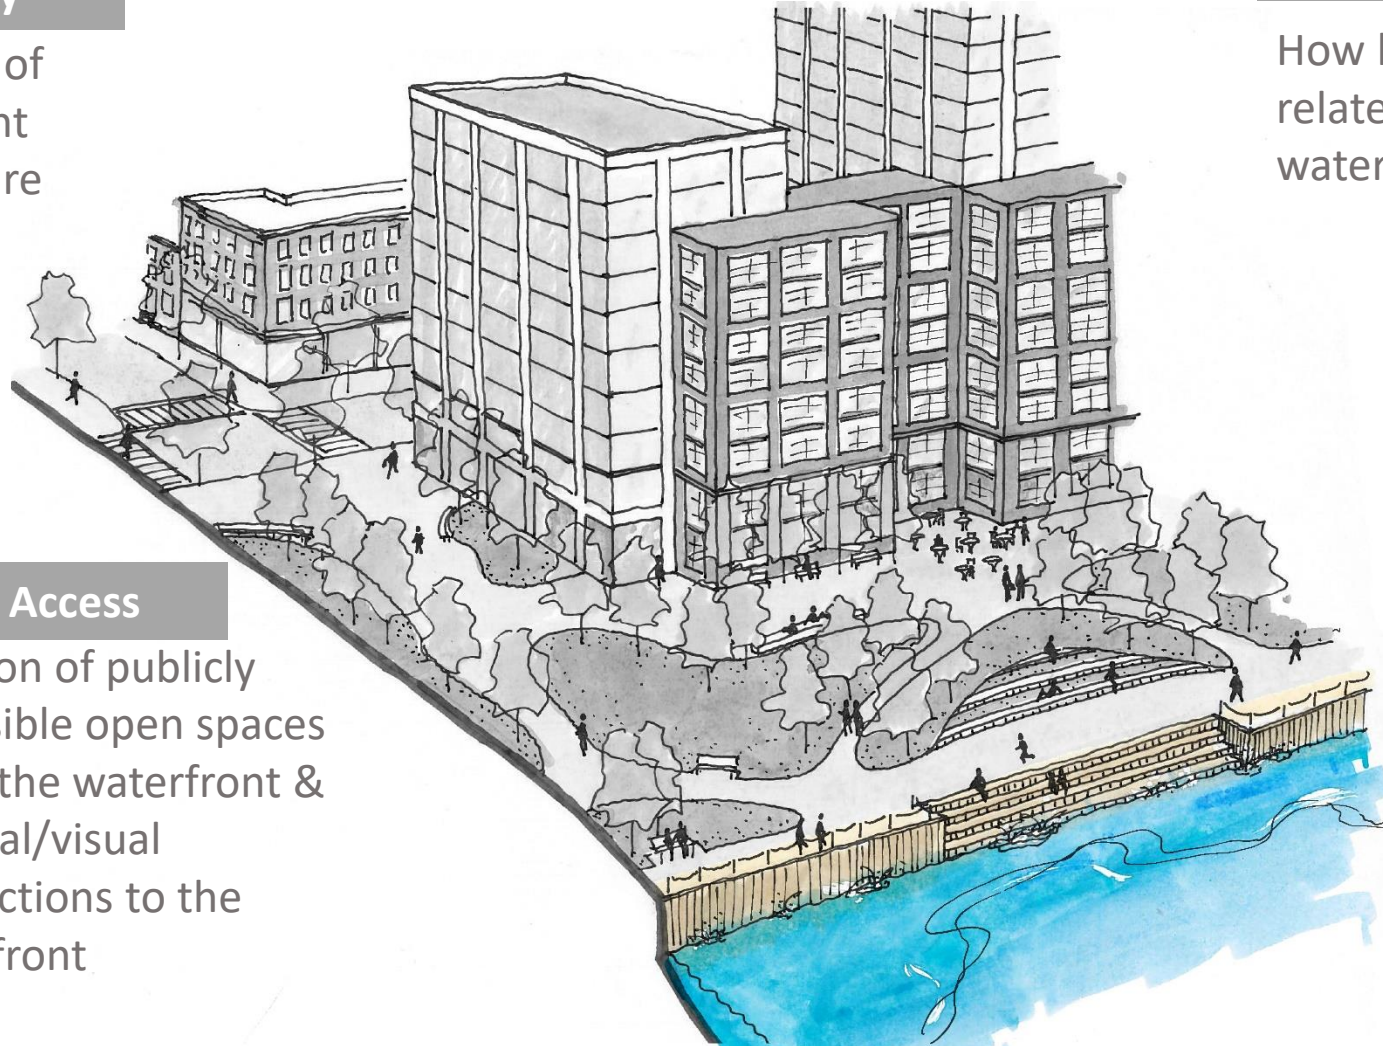 y
of
nt
re
Access
on of publicly
sible open spaces
the waterfront &
al/visual
ctions to the
front
How
relate
water